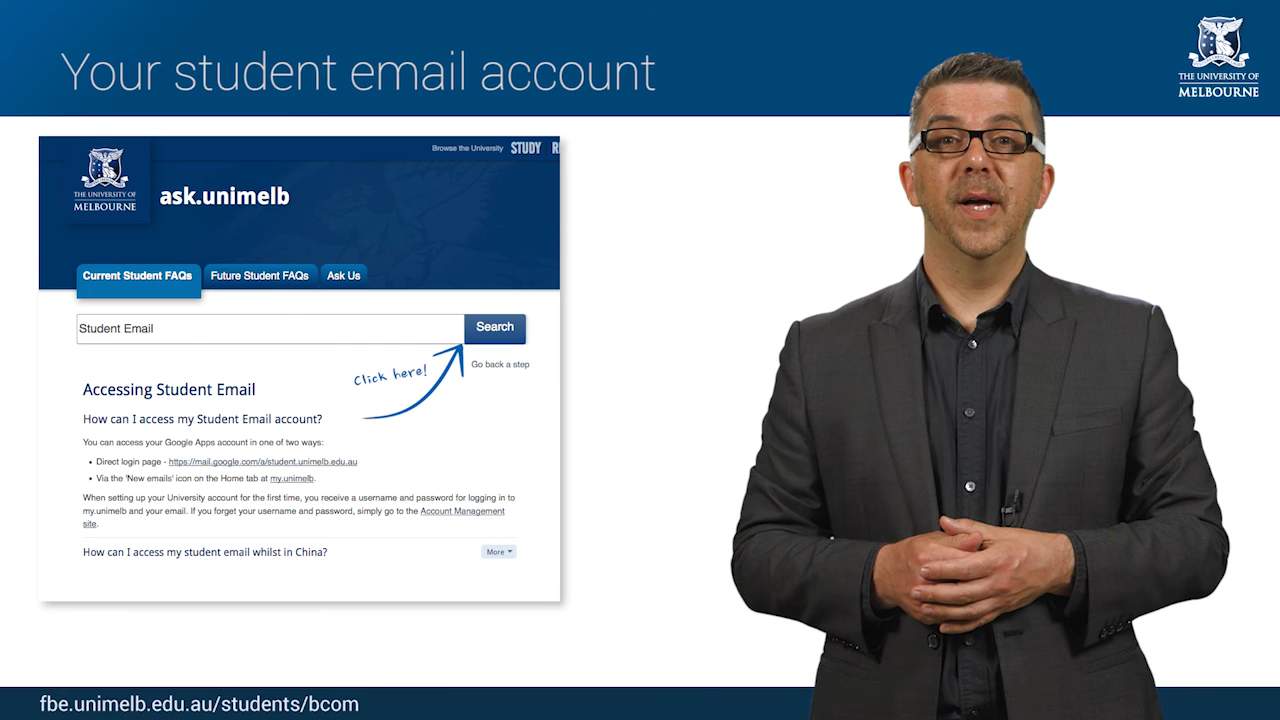 Your student email account
THE UNIVERSITY OF
MELBOURNE
Browse the University STUDY
THE UNIVERSITY OF
MELBOURNE
ask.unimelb
Current Student FAQs Future Student FAQs Ask Us
Student Email Search
Click here!
Go back a step
Accessing Student Email
How can I access my Student Email account?
You can access your Google Apps account in one of two ways:
• Direct login page - https://mail.google.com/a/student.unimelb.edu.au
• Via the 'New emails' icon on the Home tab at my.unimelb.
When setting up your University account for the first time, you receive a username and password for logging in to
my.unimelb and your email. If you forget your username and password, simply go to the Account Management
site.
How can I access my student email whilst in China? More
fbe.unimelb.edu.au/students/bcom